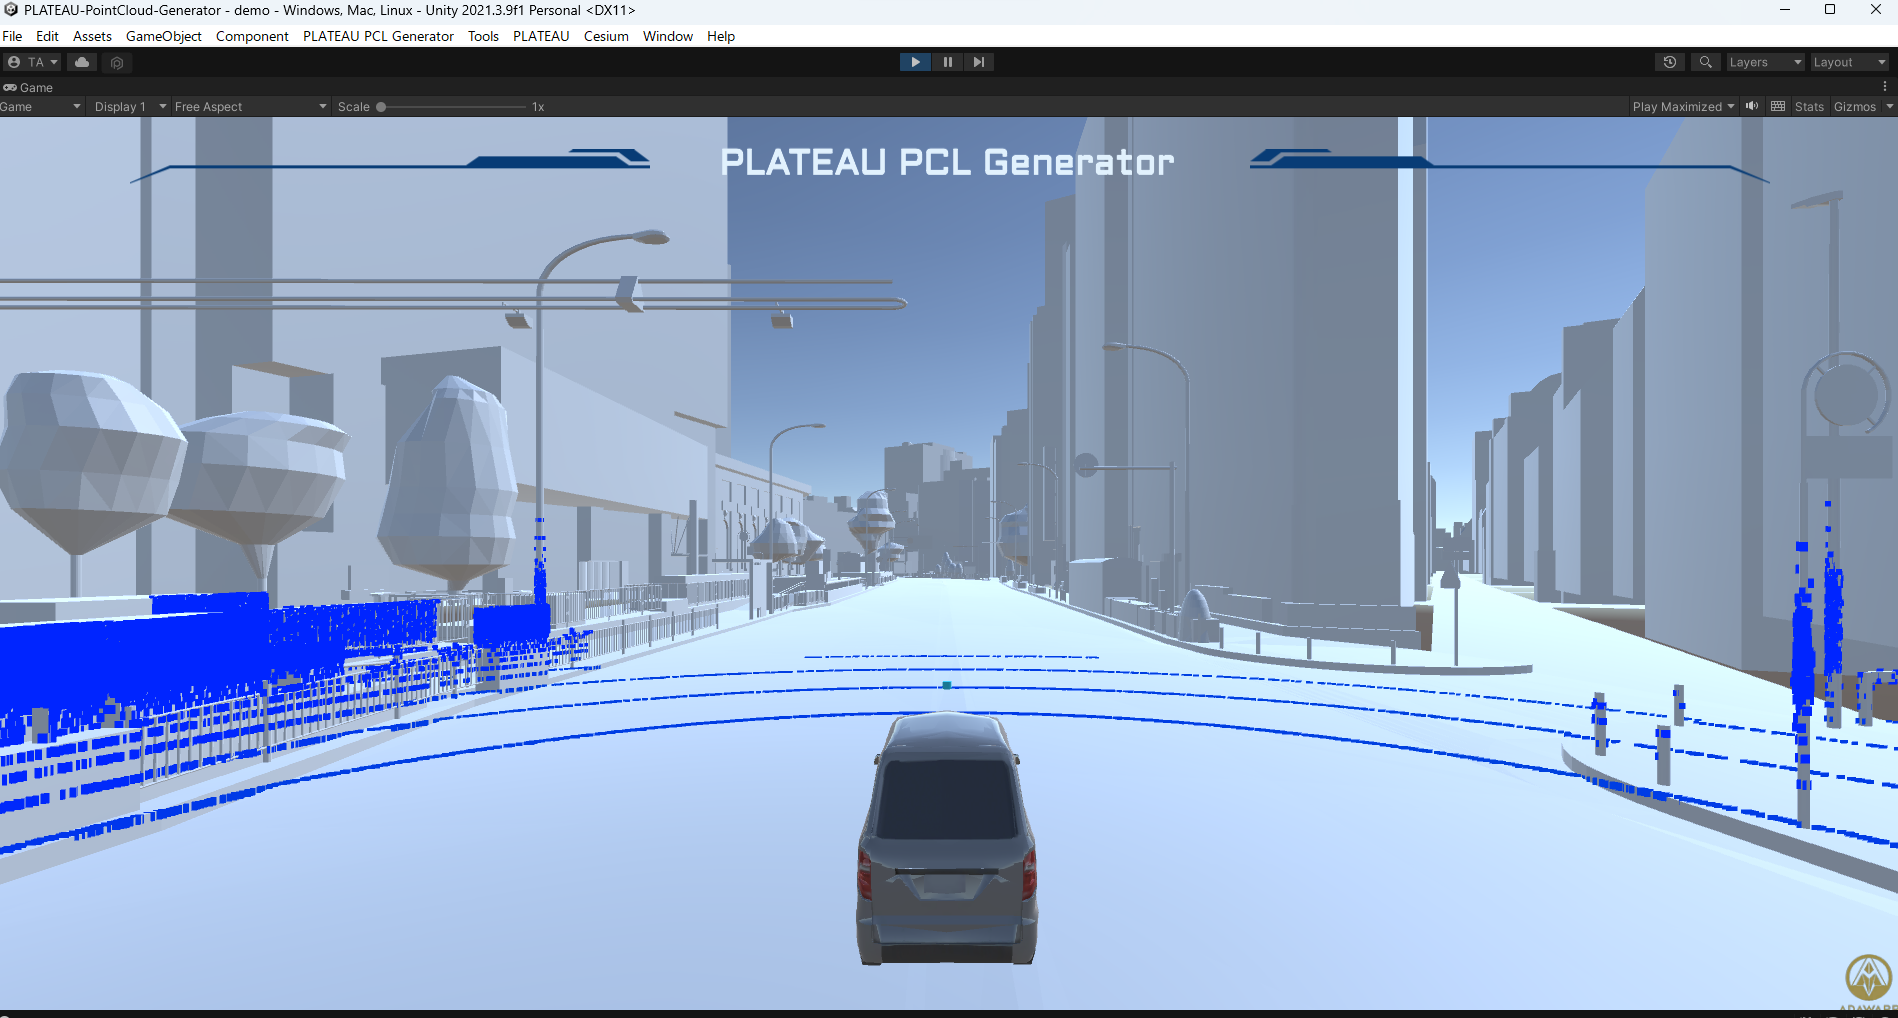 PLATEAU-PointCloud-Generator - demo - Windows, Mac, Linux - Unity 2021.3.9f1 Personal <DX11>
File Edit Assets GameObject Component PLATEAU PCL Generator Tools PLATEAU Cesium Window Help
TA Layers Layout
Game
Game Display 1 Free Aspect Scale 1x Play Maximized Stats Gizmos
PLATEAU PCL Generator